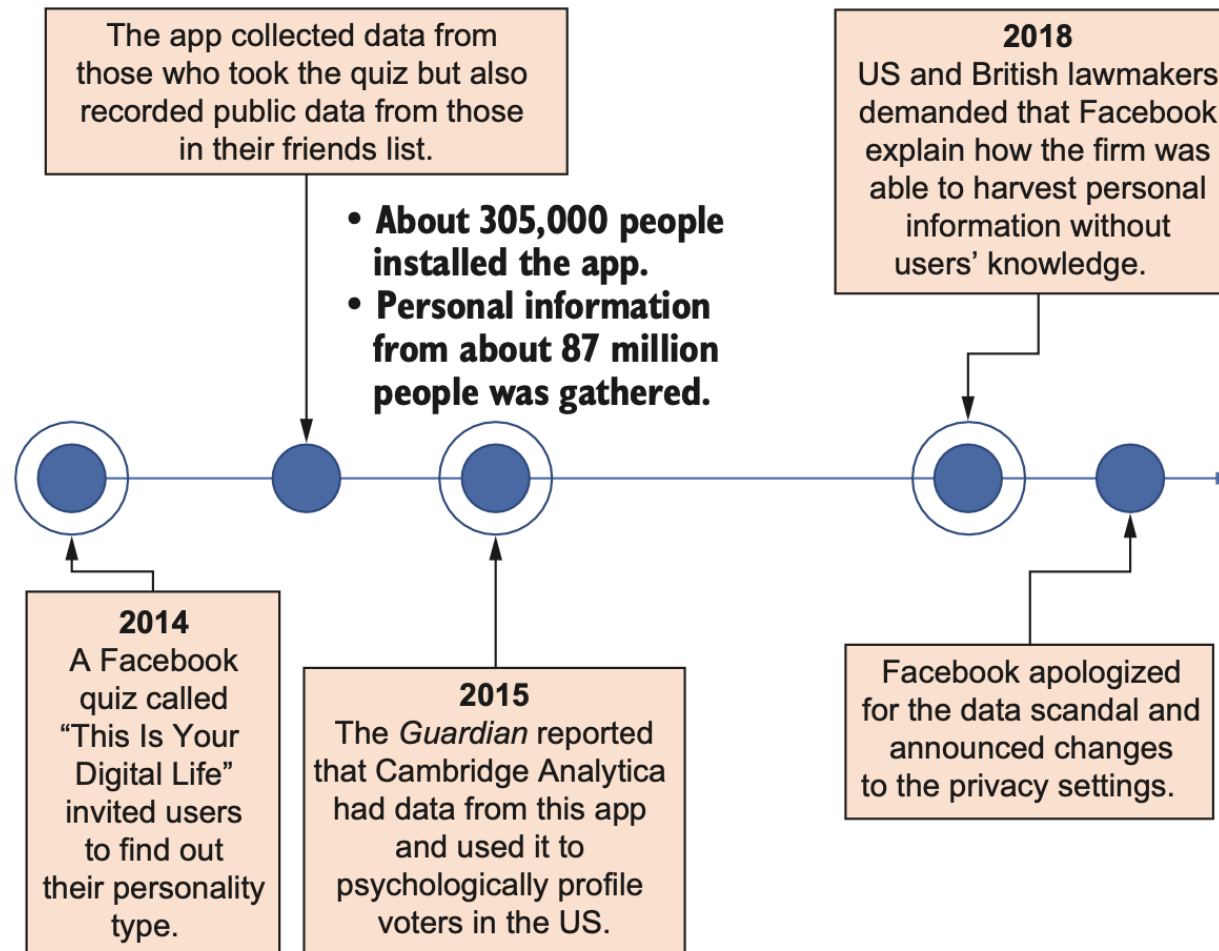 The app collected data from
those who took the quiz but also
recorded public data from those
in their friends list.
2018
US and British lawmakers
demanded that Facebook
explain how the firm was
able to harvest personal
information without
users’ knowledge.
• About 305,000 people
installed the app.
• Personal information
from about 87 million
people was gathered.
2014
A Facebook
quiz called
“This Is Your
Digital Life”
invited users
to find out
their personality
type.
2015
The Guardian reported
that Cambridge Analytica
had data from this app
and used it to
psychologically profile
voters in the US.
Facebook apologized
for the data scandal and
announced changes
to the privacy settings.